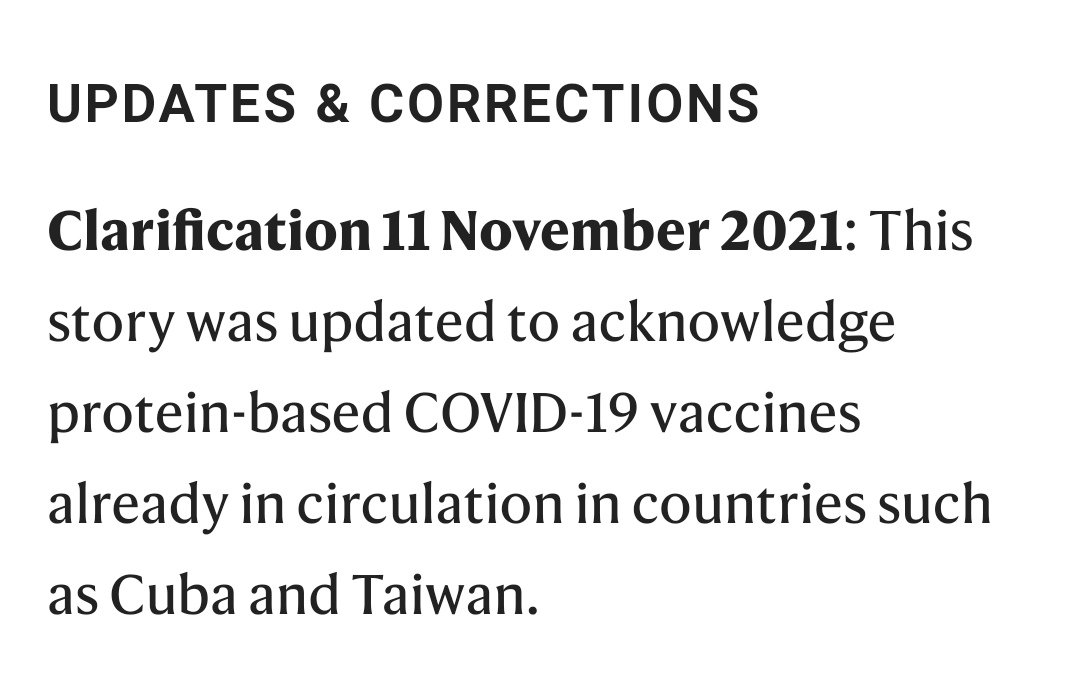 UPDATES & CORRECTIONS
Clarification 11 November 2021: This
story was updated to acknowledge
protein-based COVID-19 vaccines
already in circulation in countries such
as Cuba and Taiwan.